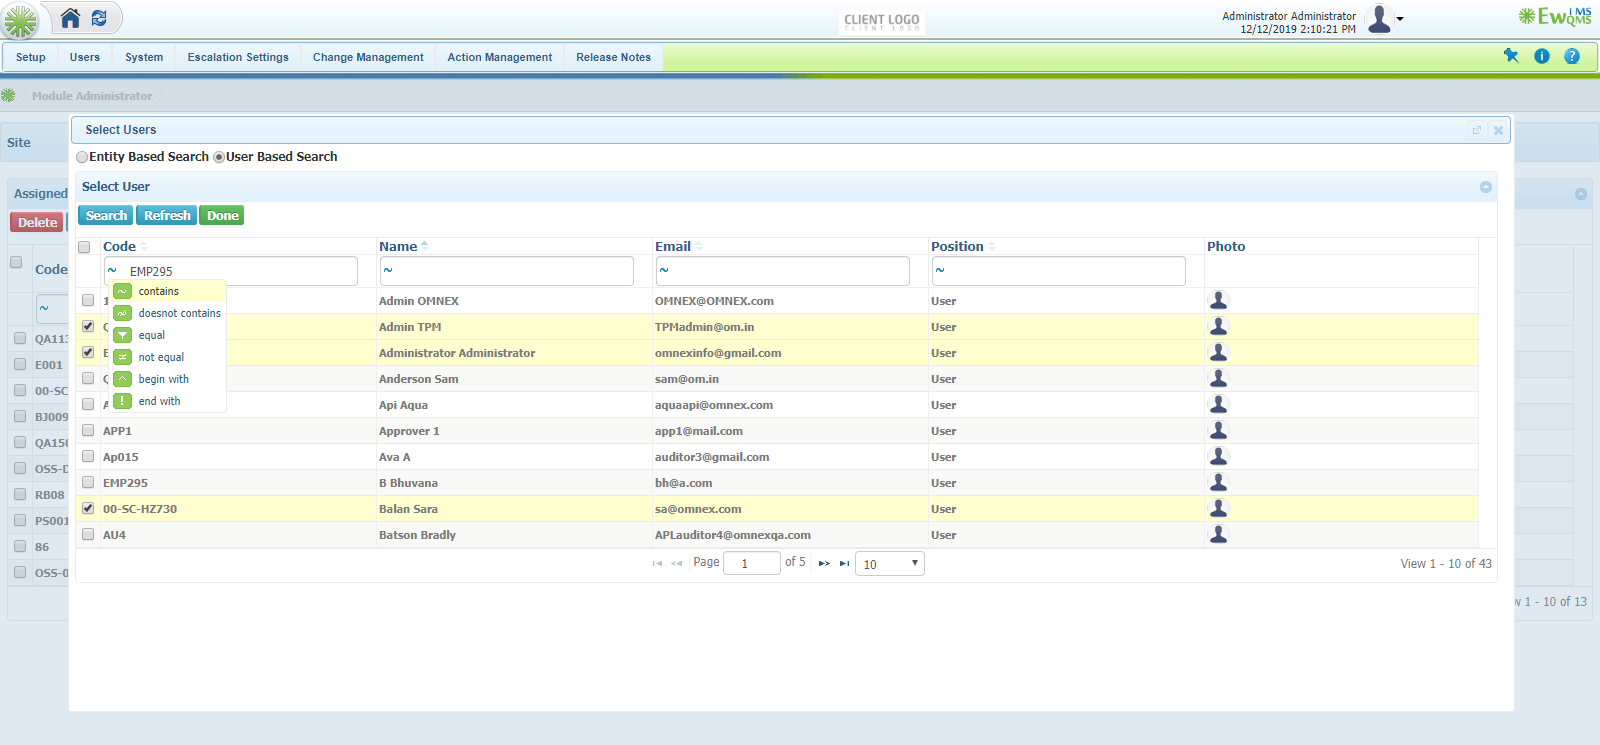 CLIENT LOGO
CLIENT LOGO
Administrator Administrator
12/12/2019 2:10:21 PM
EwQMS IMS
Setup Users System Escalation Settings Change Management Action Management Release Notes
Module Administrator
Site
Select Users
Entity Based Search User Based Search
Assigned
Select User
Delete
Search Refresh Done
Code
Code Name Email Position Photo
~ EMP295 ~ ~ ~
~
contains
doesnot contains
equal
not equal
begin with
end with
1 Admin OMNEX OMNEX@OMNEX.com User
Q Admin TPM TPMadmin@om.in User
E Administrator Administrator omnexinfo@gmail.com User
Q Anderson Sam sam@om.in User
A Api Aqua aquaapi@omnex.com User
APP1 Approver 1 app1@mail.com User
Ap015 Ava A auditor3@gmail.com User
EMP295 B Bhuvana bh@a.com User
00-SC-HZ730 Balan Sara sa@omnex.com User
AU4 Batson Bradly APLauditor4@omnexqa.com User
QA113
E001
00-SC
BJ009
QA150
OSS-D
RB08
PS001
86
OSS-0
Page 1 of 5 10 View 1 - 10 of 43
w 1 - 10 of 13